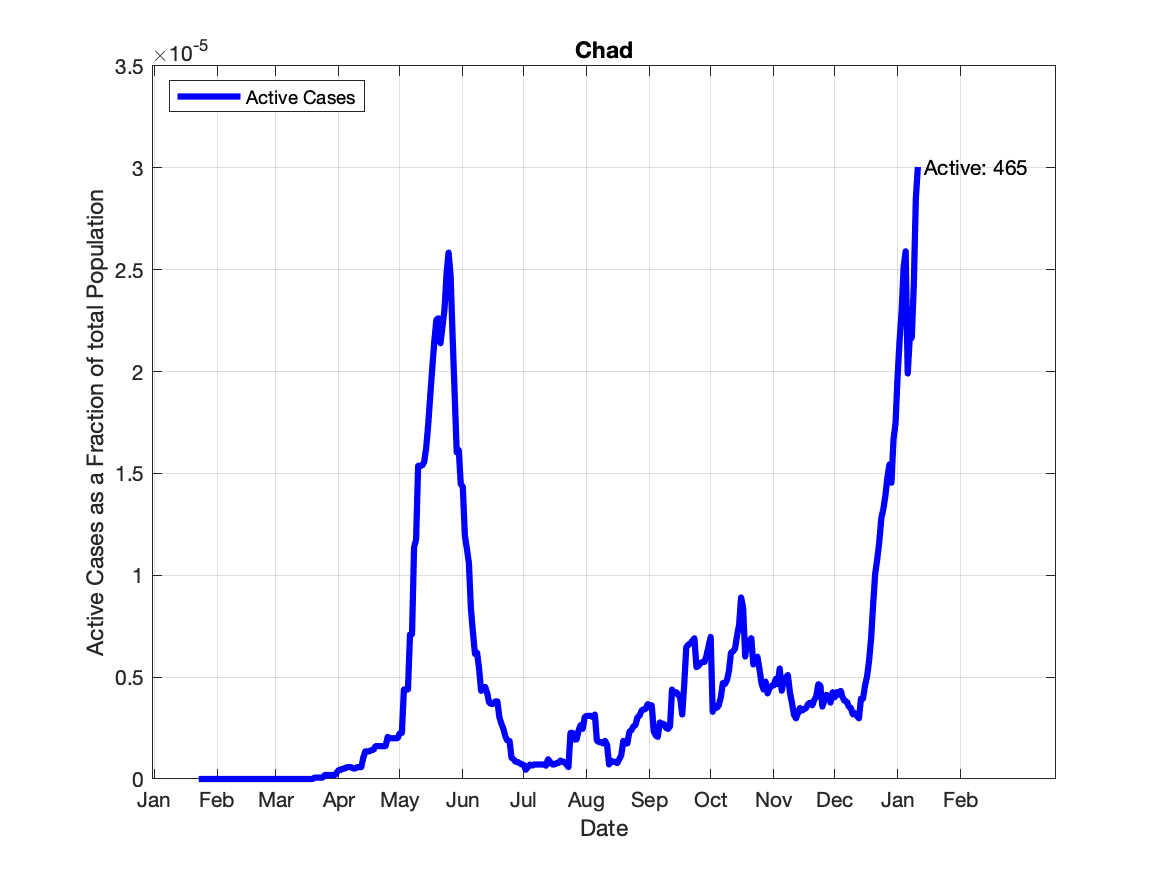 Chad
×10-5
Active Cases
Active: 465
Active Cases as a Fraction of total Population
3.5
3
2.5
2
1.5
1
0.5
0
Jan Feb Mar Apr May Jun Jul Aug Sep Oct Nov Dec Jan Feb
Date